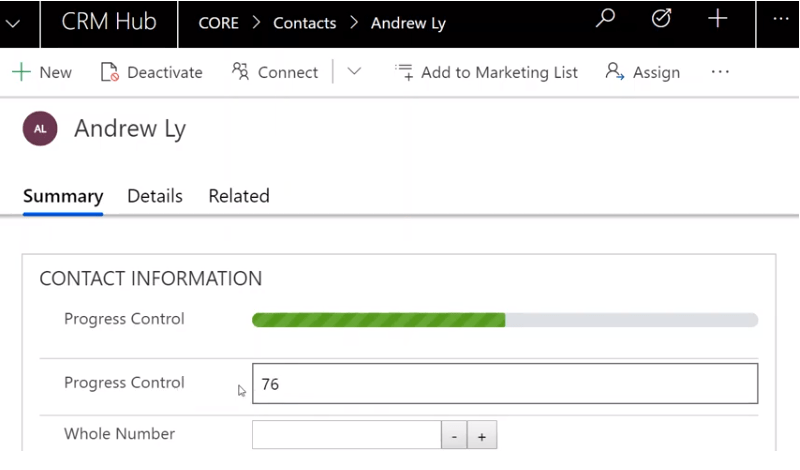 CRM Hub CORE > Contacts > Andrew Ly ...
New Deactivate Connect Add to Marketing List Assign ...
AL Andrew Ly
Summary Details Related
CONTACT INFORMATION
Progress Control
Progress Control 76
Whole Number - +